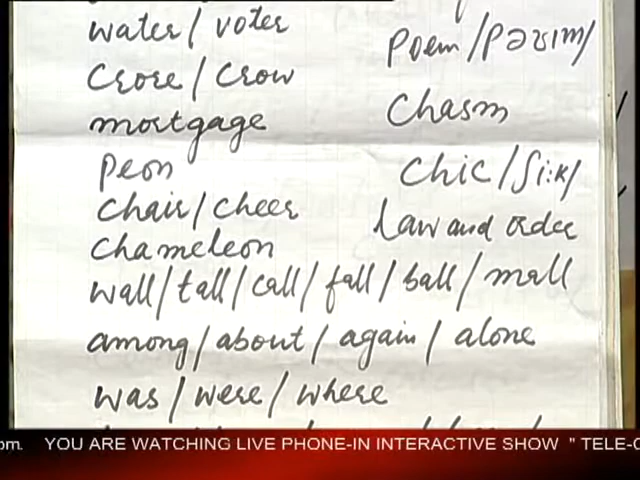 water / voter
crore / crow
mortgage
peon
chair / cheer
chameleon
wall / tall / call / fall / ball / mall
among / about / again / alone
was / were / where
poem / pəʊɪm /
chasm
chic / ʃi:k /
law and order
pm. YOU ARE WATCHING LIVE PHONE-IN INTERACTIVE SHOW " TELE-C